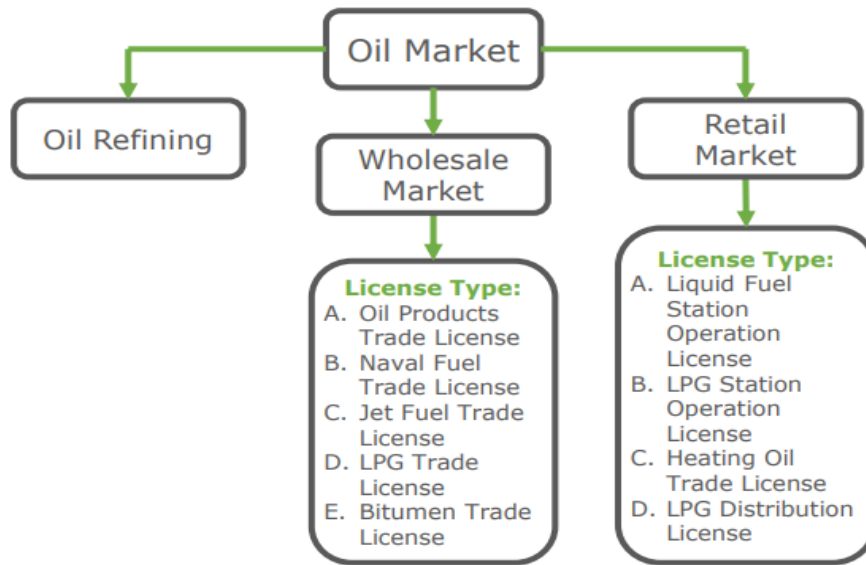 Oil Market
Oil Refining
Wholesale
Market
Retail
Market
License Type:
A. Oil Products
Trade License
B. Naval Fuel
Trade License
C. Jet Fuel Trade
License
D. LPG Trade
License
E. Bitumen Trade
License
License Type:
A. Liquid Fuel
Station
Operation
License
B. LPG Station
Operation
License
C. Heating Oil
Trade License
D. LPG Distribution
License